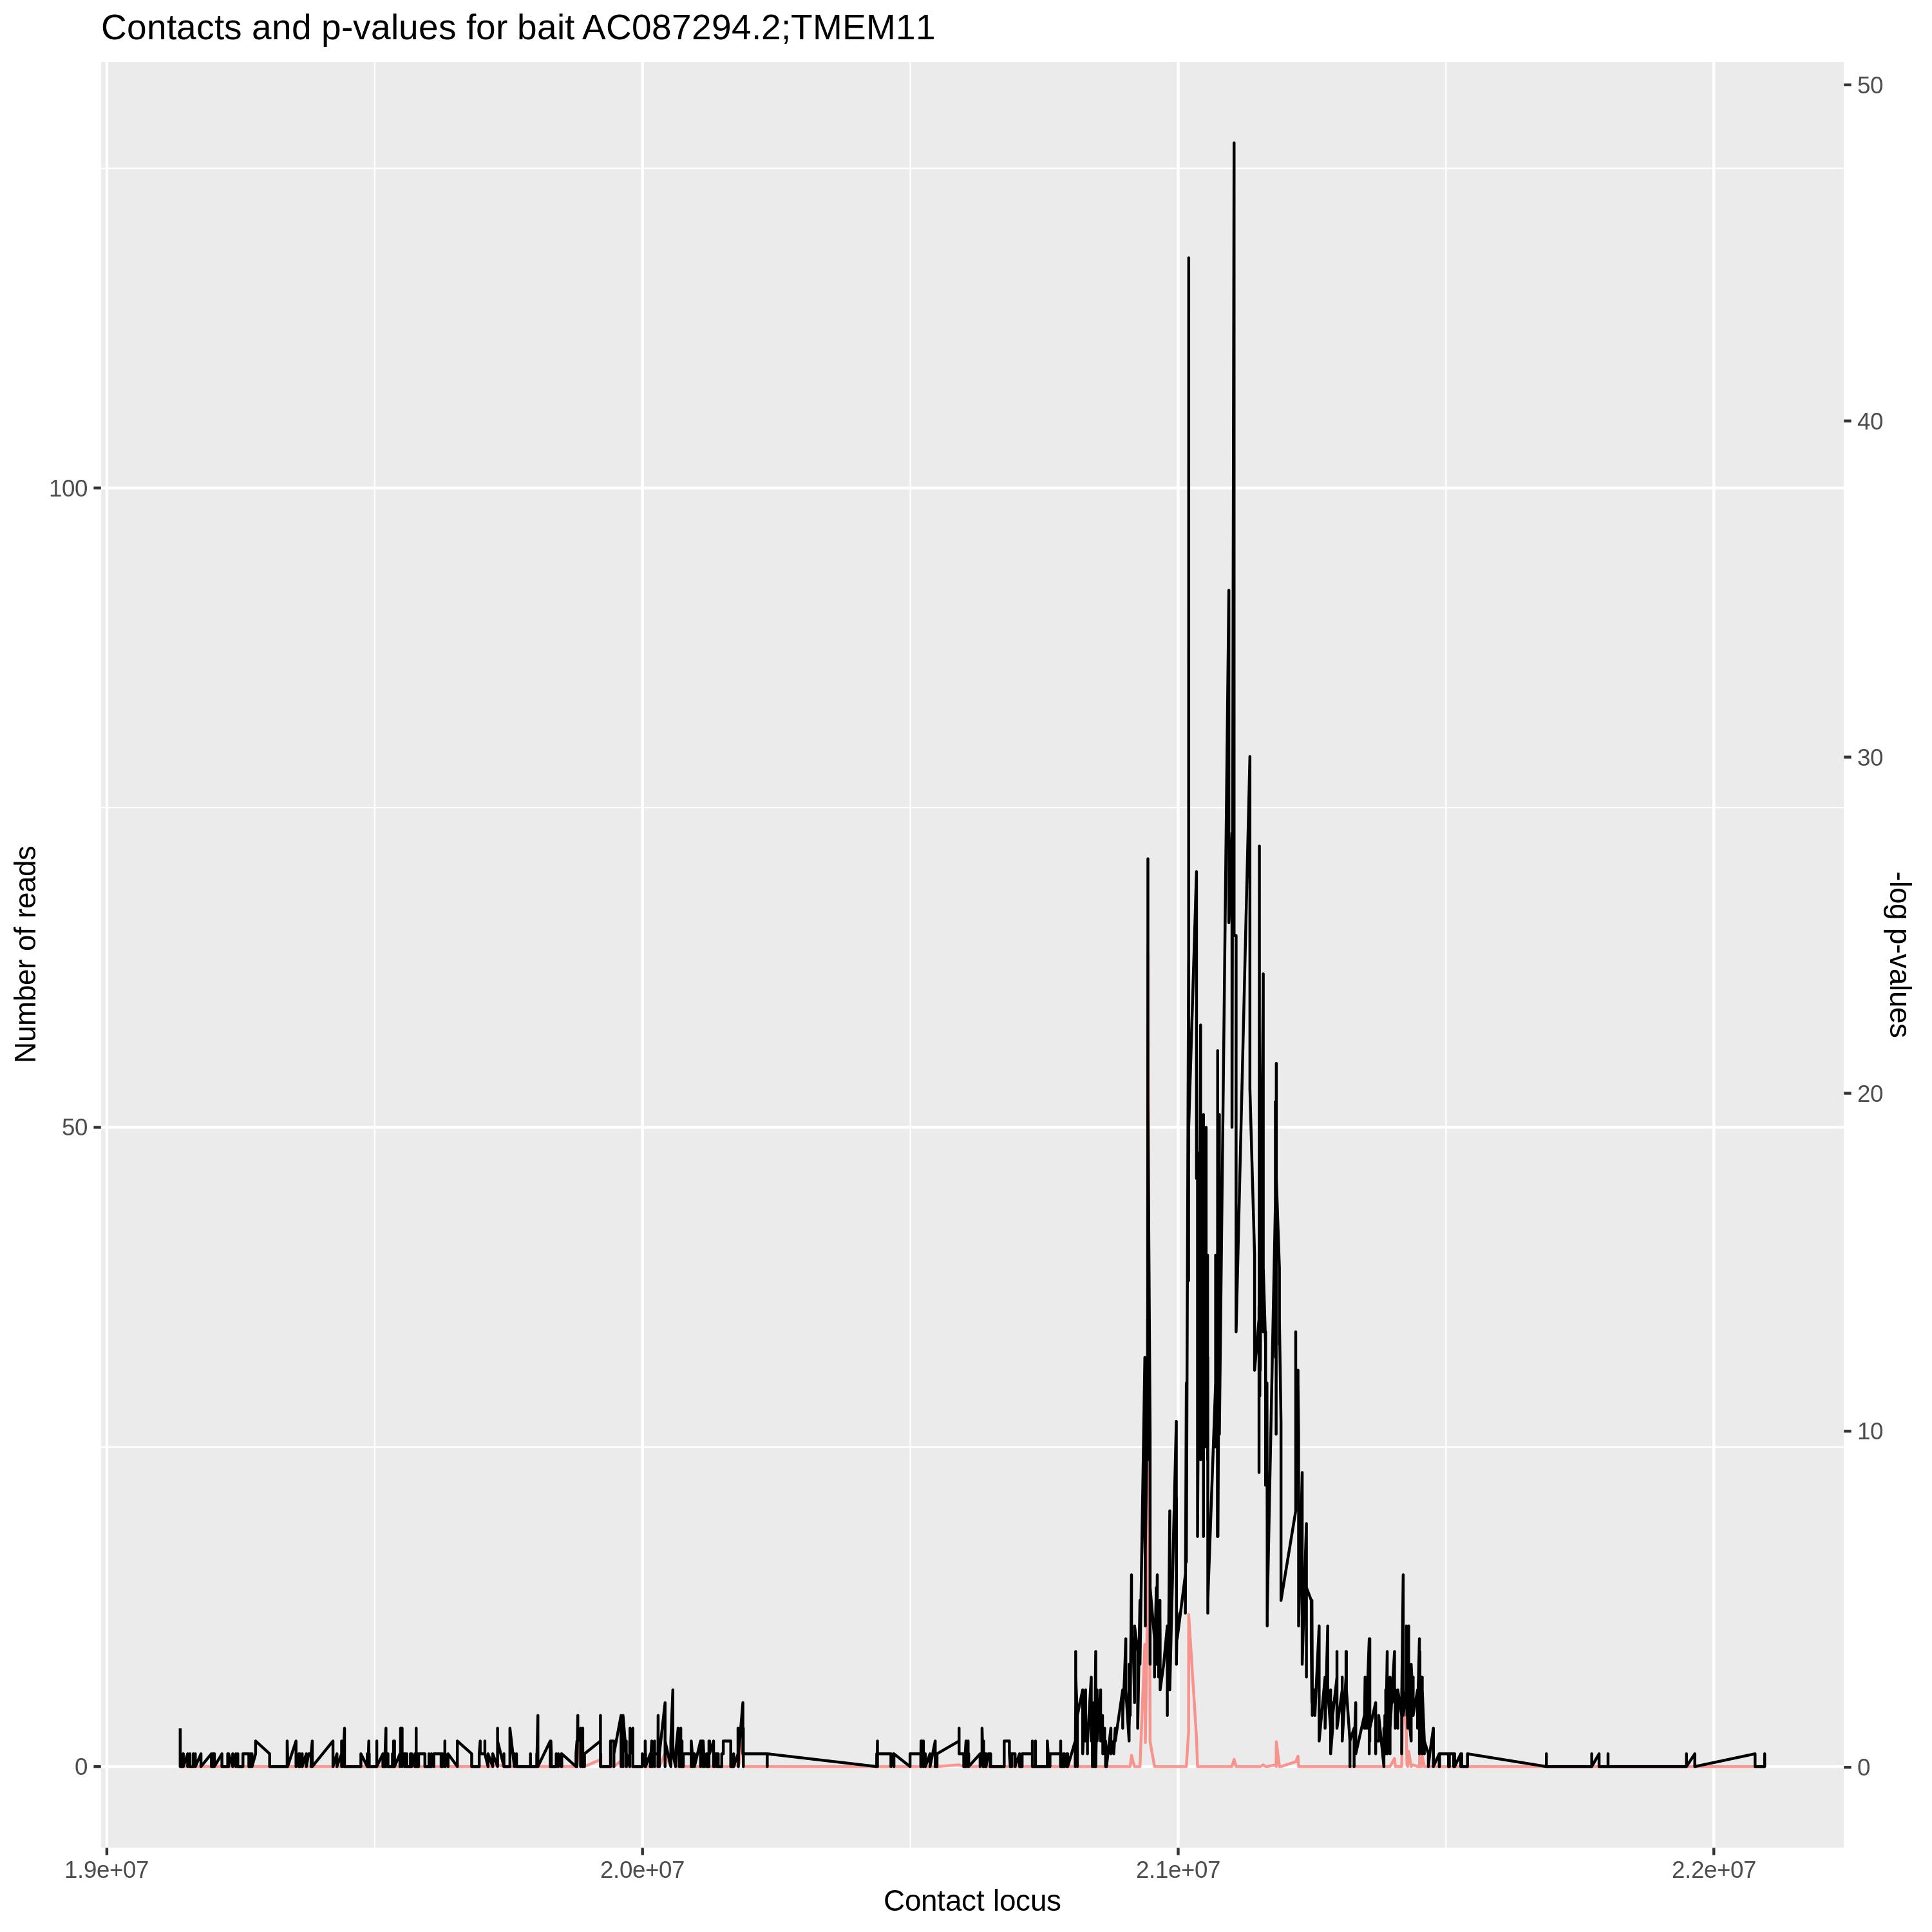 Contacts and p-values for bait AC087294.2;TMEM11
Number of reads
100
50
0
50
40
30
20
10
0
-log p-values
1.9e+07
2.0e+07
2.1e+07
2.2e+07
Contact locus